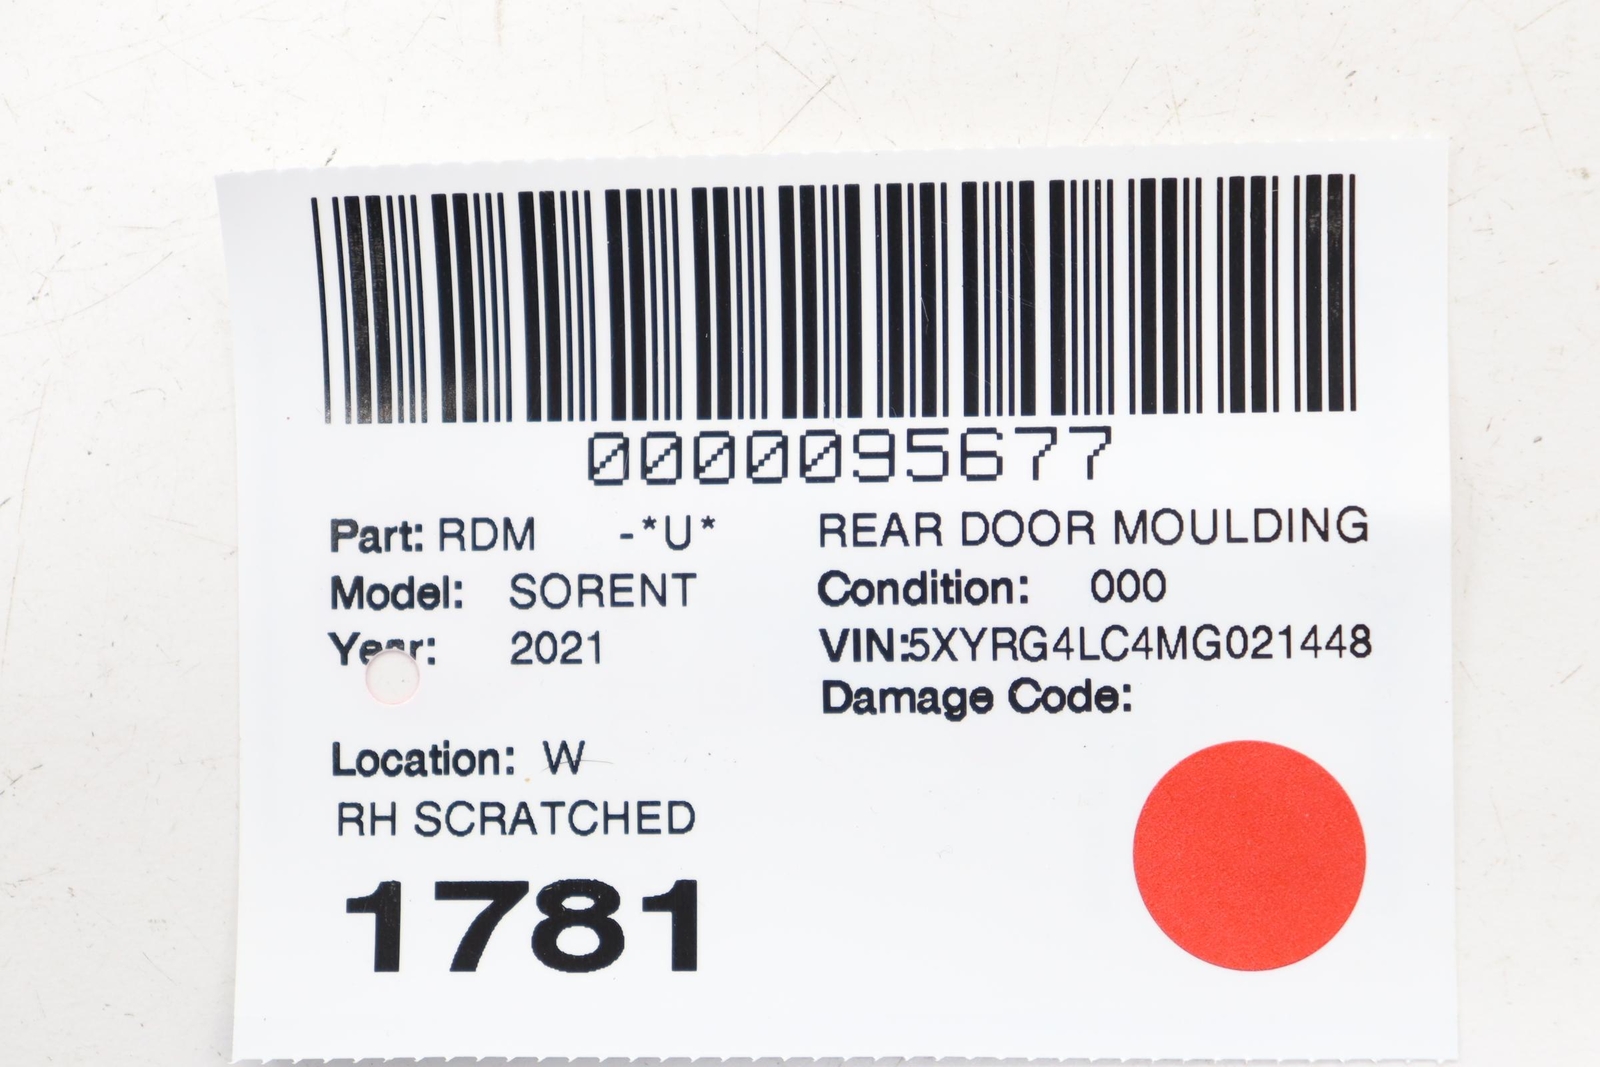 0000095677
Part: RDM -*U* REAR DOOR MOULDING
Model: SORENT Condition: 000
Year: 2021 VIN:5XYRG4LC4MG021448
Damage Code:
Location: W
RH SCRATCHED
1781